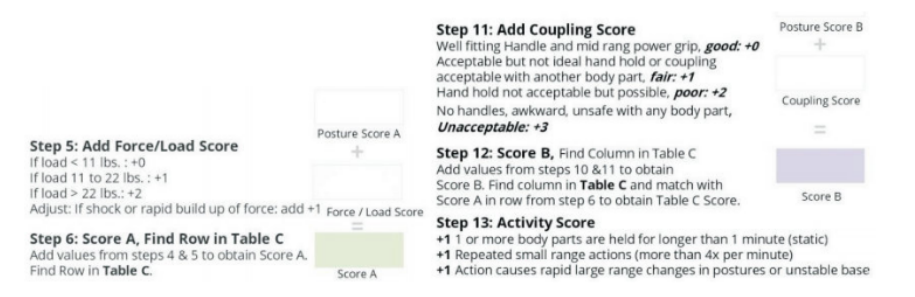 Posture Score A
+
Step 5: Add Force/Load Score
If load < 11 lbs. : +0
If load 11 to 22 lbs. : +1
If load > 22 lbs.: +2
Adjust: If shock or rapid build up of force: add +1
Force / Load Score
=
Step 6: Score A, Find Row in Table C
Add values from steps 4 & 5 to obtain Score A.
Find Row in Table C.
Score A
Step 11: Add Coupling Score
Well fitting Handle and mid rang power grip, good: +0
Acceptable but not ideal hand hold or coupling
acceptable with another body part, fair: +1
Hand hold not acceptable but possible, poor: +2
No handles, awkward, unsafe with any body part,
Unacceptable: +3
Posture Score B
+
Coupling Score
=
Step 12: Score B, Find Column in Table C
Add values from steps 10 &11 to obtain
Score B. Find column in Table C and match with
Score A in row from step 6 to obtain Table C Score.
Score B
Step 13: Activity Score
+1 1 or more body parts are held for longer than 1 minute (static)
+1 Repeated small range actions (more than 4x per minute)
+1 Action causes rapid large range changes in postures or unstable base